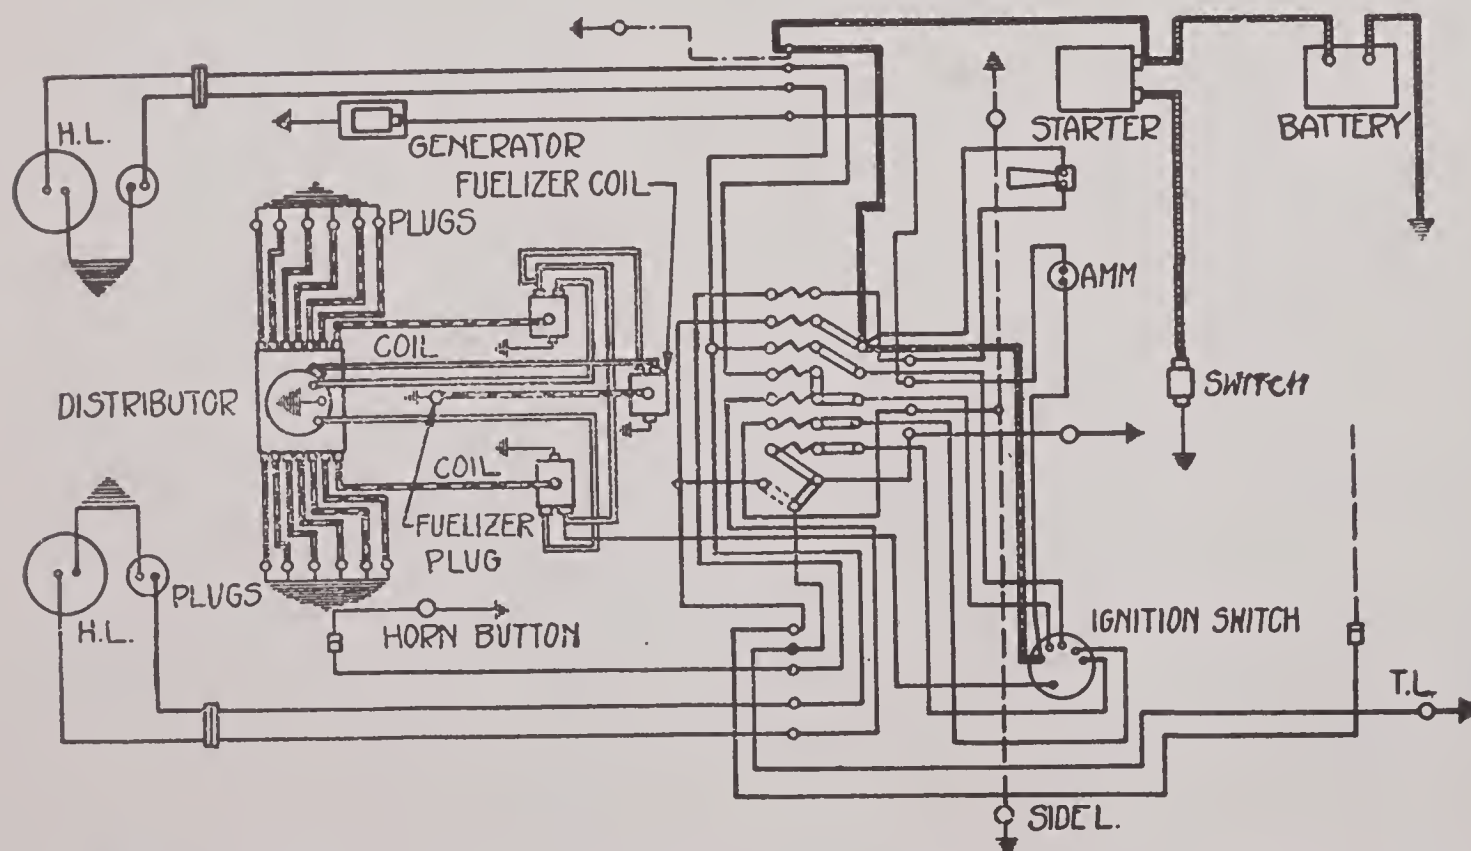 H.L.
GENERATOR
FUELIZER COIL
PLUGS
STARTER
BATTERY
AMM
COIL
SWITCH
DISTRIBUTOR
COIL
FUELIZER
PLUG
PLUGS
H.L.
HORN BUTTON
IGNITION SWITCH
T.L.
SIDE L.